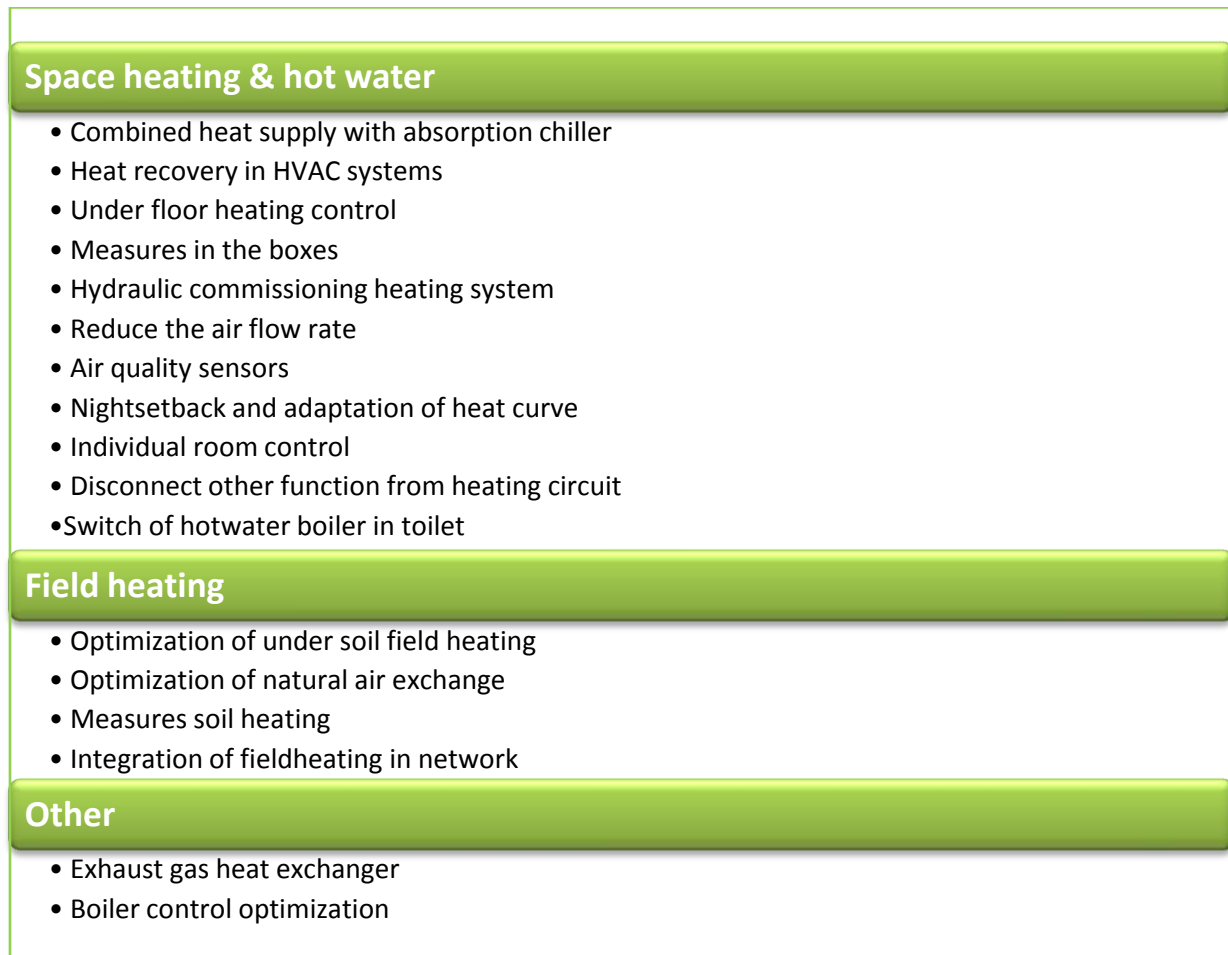 Space heating & hot water
• Combined heat supply with absorption chiller
• Heat recovery in HVAC systems
• Under floor heating control
• Measures in the boxes
• Hydraulic commissioning heating system
• Reduce the air flow rate
• Air quality sensors
• Nightsetback and adaptation of heat curve
• Individual room control
• Disconnect other function from heating circuit
•Switch of hotwater boiler in toilet
Field heating
• Optimization of under soil field heating
• Optimization of natural air exchange
• Measures soil heating
• Integration of fieldheating in network
Other
• Exhaust gas heat exchanger
• Boiler control optimization